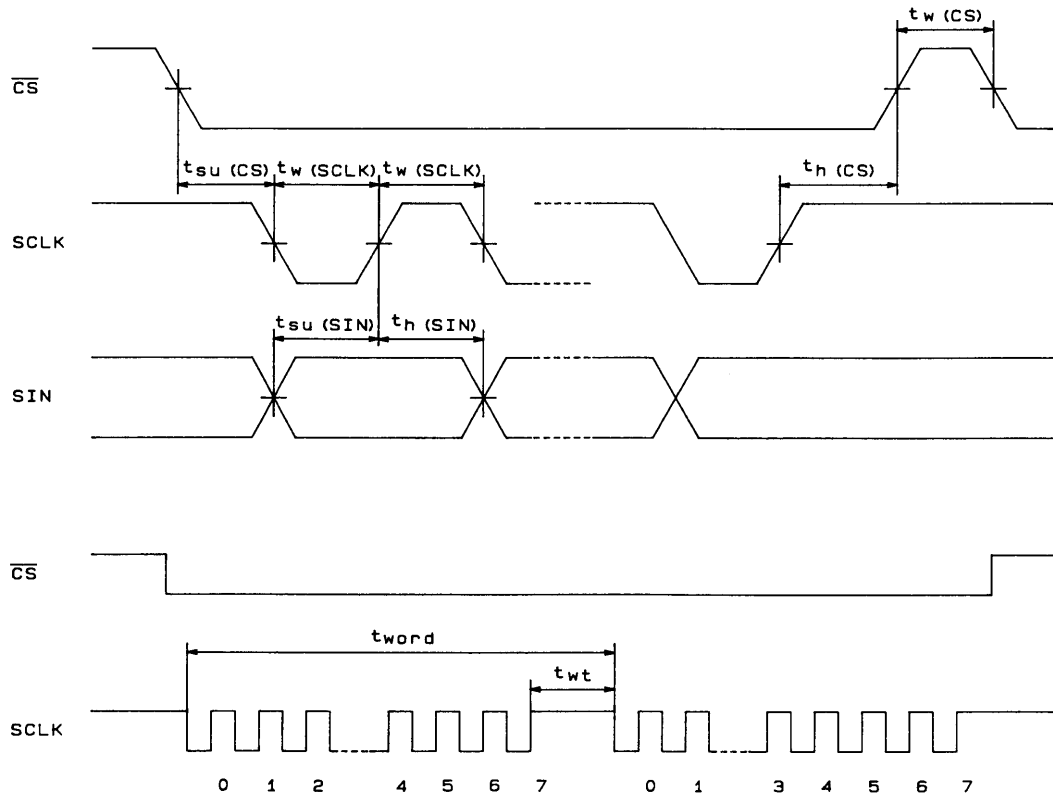 tw (CS)
CS
tsu (CS) tw (SCLK) tw (SCLK) th (CS)
SCLK
tsu (SIN) th (SIN)
SIN
CS
tword
twt
SCLK
0 1 2 4 5 6 7 0 1 3 4 5 6 7